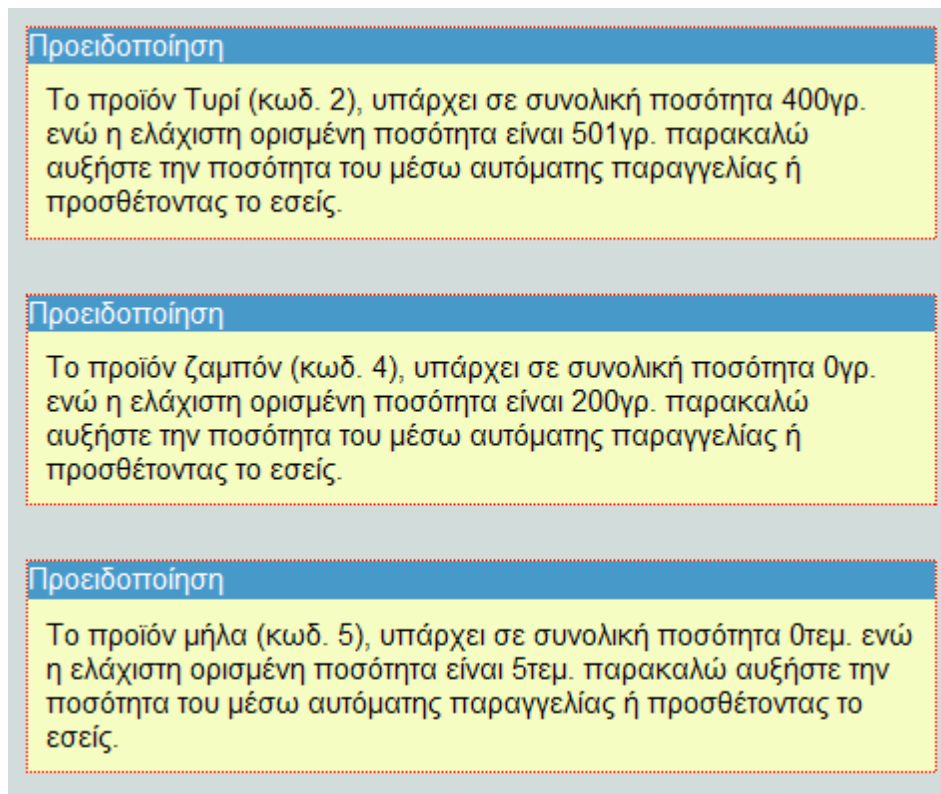 Προειδοποίηση
Το προϊόν Τυρί (κωδ. 2), υπάρχει σε συνολική ποσότητα 400γρ.
ενώ η ελάχιστη ορισμένη ποσότητα είναι 501γρ. παρακαλώ
αυξήστε την ποσότητα του μέσω αυτόματης παραγγελίας ή
προσθέτοντας το εσείς.
Προειδοποίηση
Το προϊόν ζαμπόν (κωδ. 4), υπάρχει σε συνολική ποσότητα 0γρ.
ενώ η ελάχιστη ορισμένη ποσότητα είναι 200γρ. παρακαλώ
αυξήστε την ποσότητα του μέσω αυτόματης παραγγελίας ή
προσθέτοντας το εσείς.
Προειδοποίηση
Το προϊόν μήλα (κωδ. 5), υπάρχει σε συνολική ποσότητα 0τεμ. ενώ
η ελάχιστη ορισμένη ποσότητα είναι 5τεμ. παρακαλώ αυξήστε την
ποσότητα του μέσω αυτόματης παραγγελίας ή προσθέτοντας το
εσείς.